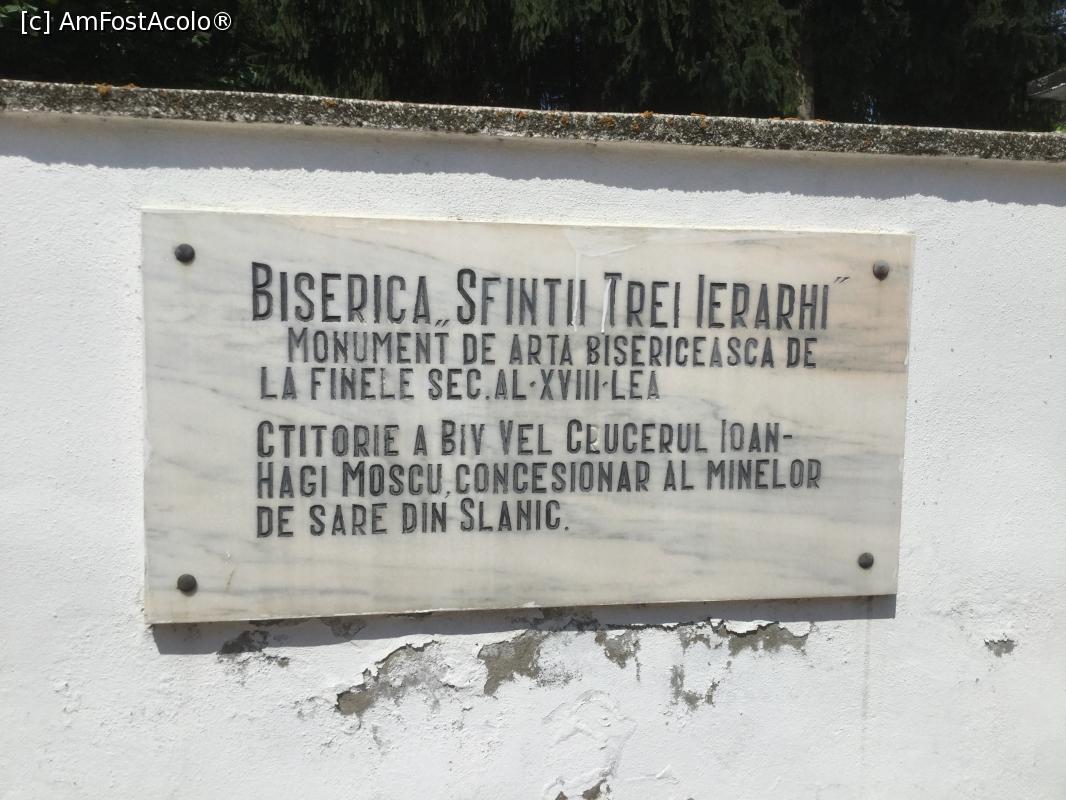 [c] AmFostAcolo®
BISERICA „SFINTII TREI IERARHI”
MONUMENT DE ARTA BISERICEASCA DE
LA FINELE SEC.AL·XVIII·LEA
CTITORIE A BIV VEL CLUCERUL IOAN-
HAGI MOSCU, CONCESIONAR AL MINELOR
DE SARE DIN SLANIC.